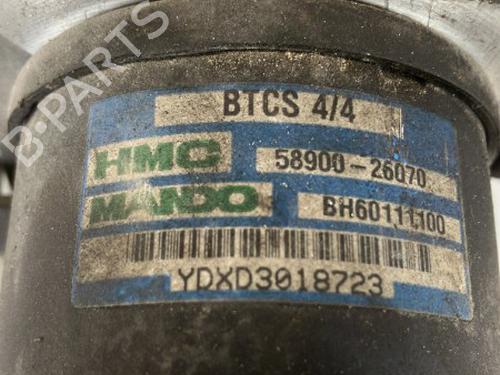 BTCS 4/4
HMC 58900-26070
MANDO BH60111100
YDXD3018723
B-PARTS